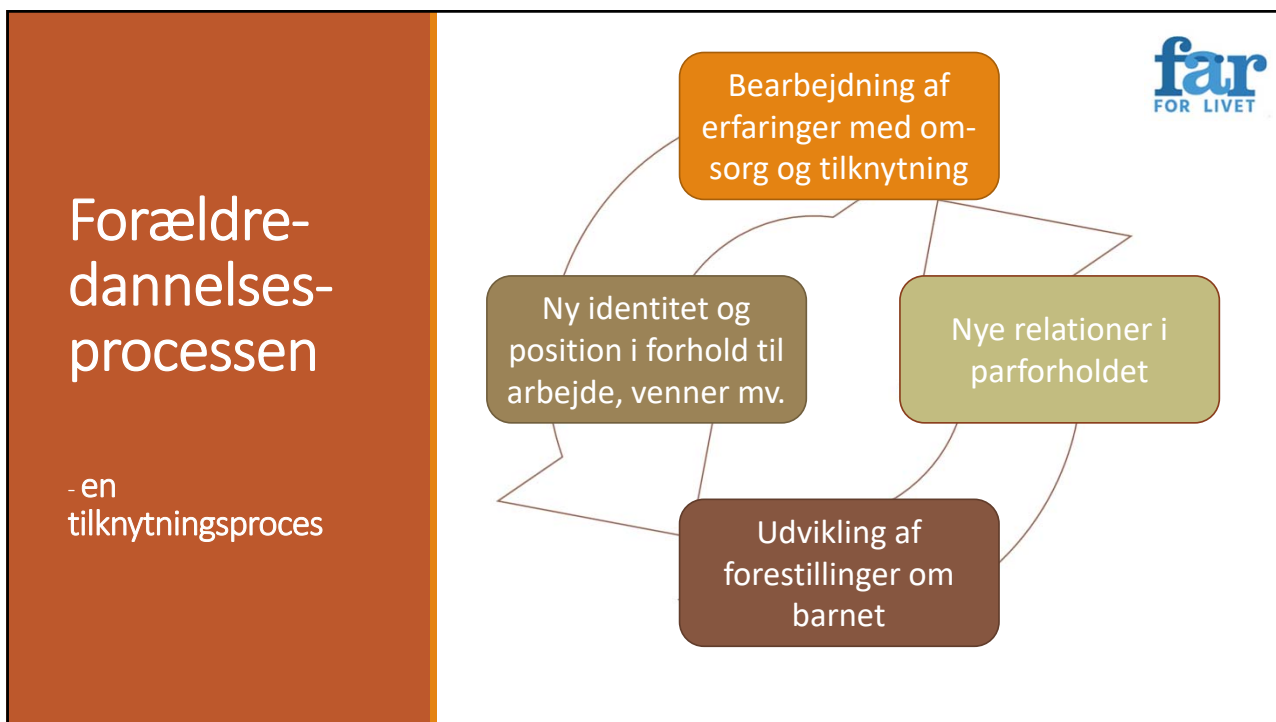 Forældre-
dannelses-
processen
- en
tilknytningsproces
far
FOR LIVET
Bearbejdning af
erfaringer med om-
sorg og tilknytning
Ny identitet og
position i forhold til
arbejde, venner mv.
Nye relationer i
parforholdet
Udvikling af
forestillinger om
barnet